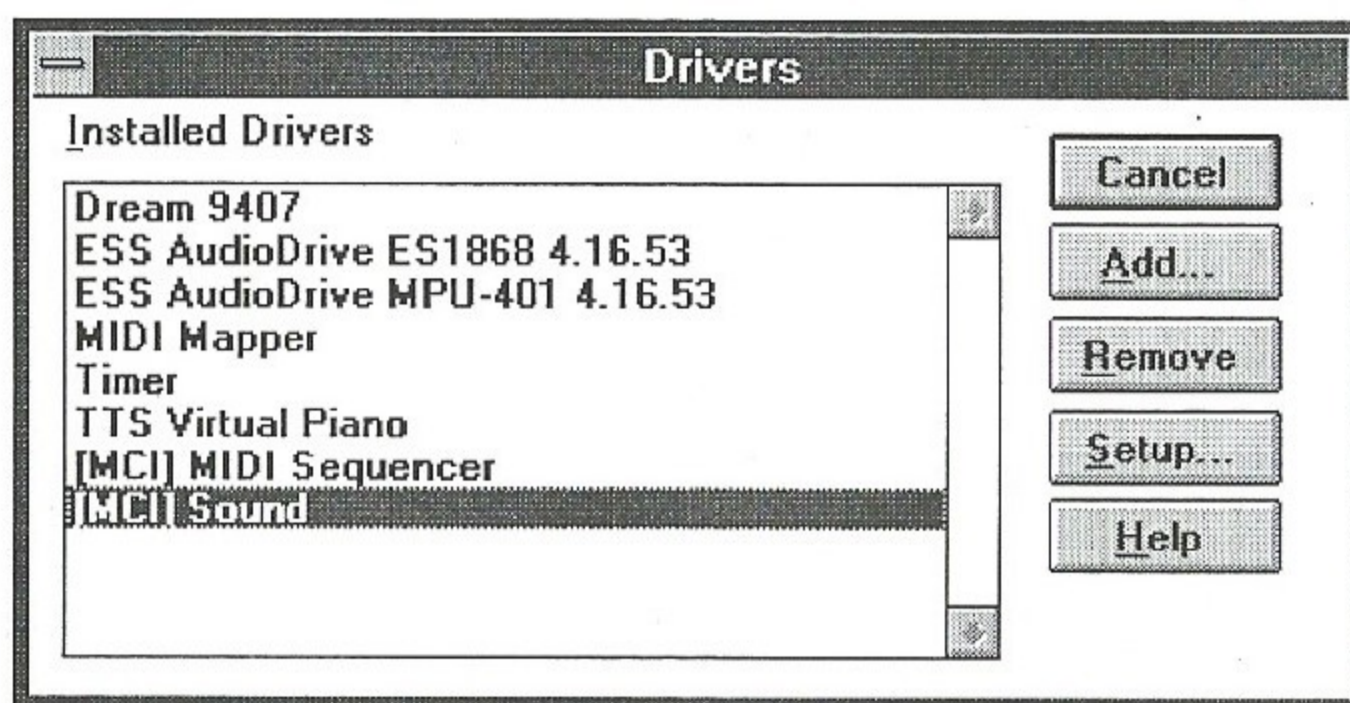 Drivers
Installed Drivers
Dream 9407
ESS AudioDrive ES1868 4.16.53
ESS AudioDrive MPU-401 4.16.53
MIDI Mapper
Timer
TTS Virtual Piano
[MCI] MIDI Sequencer
[MCI] Sound
Cancel
Add...
Remove
Setup...
Help